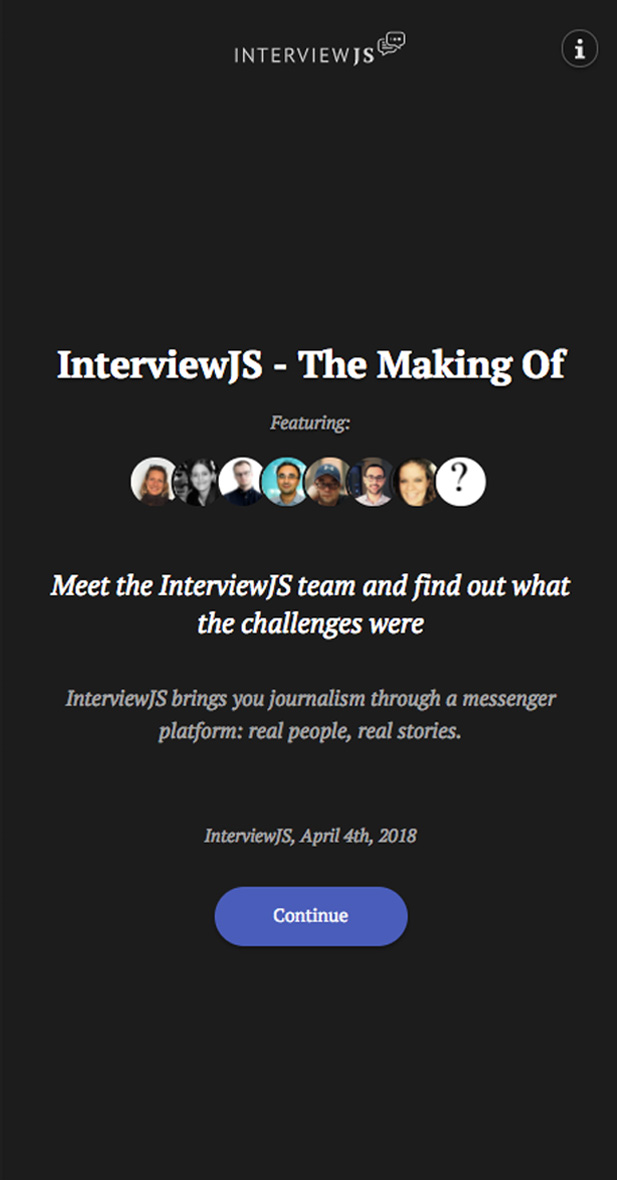 INTERVIEWJS
i
InterviewJS - The Making Of
Featuring:
?
Meet the InterviewJS team and find out what
the challenges were
InterviewJS brings you journalism through a messenger
platform: real people, real stories.
InterviewJS, April 4th, 2018
Continue